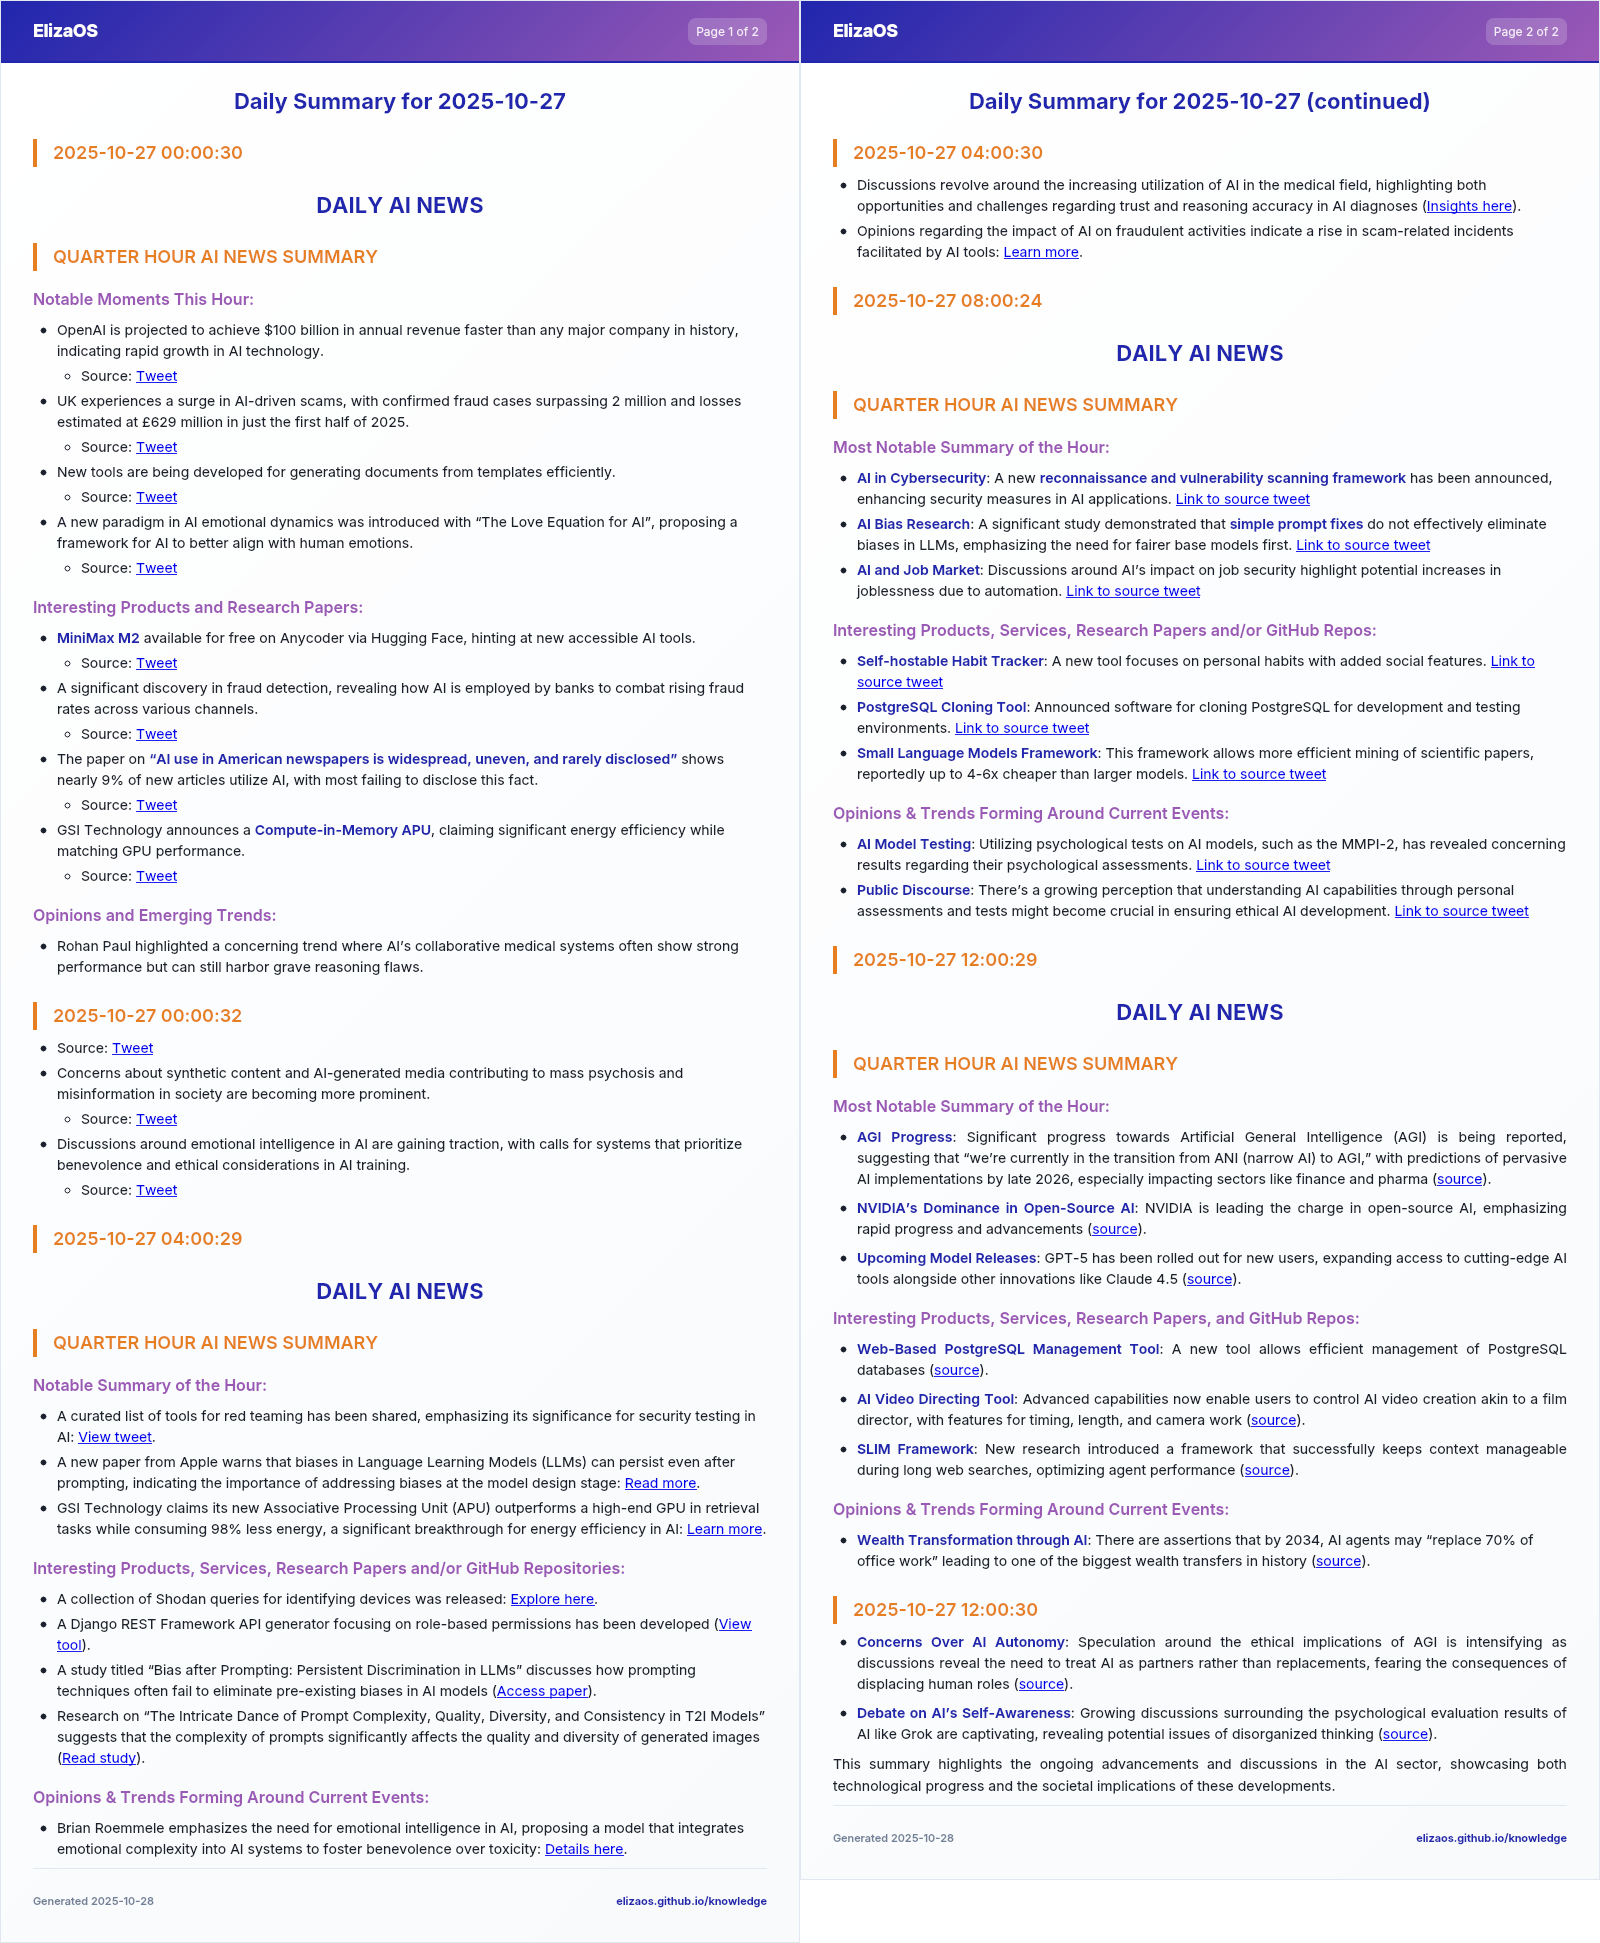 ElizaOS
Page 1 of 2
Daily Summary for 2025-10-27
2025-10-27 00:00:30
DAILY AI NEWS
QUARTER HOUR AI NEWS SUMMARY
Notable Moments This Hour:
• OpenAI is projected to achieve $100 billion in annual revenue faster than any major company in history,
indicating rapid growth in AI technology.
◦ Source: Tweet
• UK experiences a surge in AI-driven scams, with confirmed fraud cases surpassing 2 million and losses
estimated at £629 million in just the first half of 2025.
◦ Source: Tweet
• New tools are being developed for generating documents from templates efficiently.
◦ Source: Tweet
• A new paradigm in AI emotional dynamics was introduced with “The Love Equation for AI”, proposing a
framework for AI to better align with human emotions.
◦ Source: Tweet
Interesting Products and Research Papers:
• MiniMax M2 available for free on Anycoder via Hugging Face, hinting at new accessible AI tools.
◦ Source: Tweet
• A significant discovery in fraud detection, revealing how AI is employed by banks to combat rising fraud
rates across various channels.
◦ Source: Tweet
• The paper on “AI use in American newspapers is widespread, uneven, and rarely disclosed” shows
nearly 9% of new articles utilize AI, with most failing to disclose this fact.
◦ Source: Tweet
• GSI Technology announces a Compute-in-Memory APU, claiming significant energy efficiency while
matching GPU performance.
◦ Source: Tweet
Opinions and Emerging Trends:
• Rohan Paul highlighted a concerning trend where AI’s collaborative medical systems often show strong
performance but can still harbor grave reasoning flaws.
2025-10-27 00:00:32
• Source: Tweet
• Concerns about synthetic content and AI-generated media contributing to mass psychosis and
misinformation in society are becoming more prominent.
◦ Source: Tweet
• Discussions around emotional intelligence in AI are gaining traction, with calls for systems that prioritize
benevolence and ethical considerations in AI training.
◦ Source: Tweet
2025-10-27 04:00:29
DAILY AI NEWS
QUARTER HOUR AI NEWS SUMMARY
Notable Summary of the Hour:
• A curated list of tools for red teaming has been shared, emphasizing its significance for security testing in
AI: View tweet.
• A new paper from Apple warns that biases in Language Learning Models (LLMs) can persist even after
prompting, indicating the importance of addressing biases at the model design stage: Read more.
• GSI Technology claims its new Associative Processing Unit (APU) outperforms a high-end GPU in retrieval
tasks while consuming 98% less energy, a significant breakthrough for energy efficiency in AI: Learn more.
Interesting Products, Services, Research Papers and/or GitHub Repositories:
• A collection of Shodan queries for identifying devices was released: Explore here.
• A Django REST Framework API generator focusing on role-based permissions has been developed (View
tool).
• A study titled “Bias after Prompting: Persistent Discrimination in LLMs” discusses how prompting
techniques often fail to eliminate pre-existing biases in AI models (Access paper).
• Research on “The Intricate Dance of Prompt Complexity, Quality, Diversity, and Consistency in T2I Models”
suggests that the complexity of prompts significantly affects the quality and diversity of generated images
(Read study).
Opinions & Trends Forming Around Current Events:
• Brian Roemmele emphasizes the need for emotional intelligence in AI, proposing a model that integrates
emotional complexity into AI systems to foster benevolence over toxicity: Details here.
Generated 2025-10-28
elizaos.github.io/knowledge
ElizaOS
Page 2 of 2
Daily Summary for 2025-10-27 (continued)
2025-10-27 04:00:30
• Discussions revolve around the increasing utilization of AI in the medical field, highlighting both
opportunities and challenges regarding trust and reasoning accuracy in AI diagnoses (Insights here).
• Opinions regarding the impact of AI on fraudulent activities indicate a rise in scam-related incidents
facilitated by AI tools: Learn more.
2025-10-27 08:00:24
DAILY AI NEWS
QUARTER HOUR AI NEWS SUMMARY
Most Notable Summary of the Hour:
• AI in Cybersecurity: A new reconnaissance and vulnerability scanning framework has been announced,
enhancing security measures in AI applications. Link to source tweet
• AI Bias Research: A significant study demonstrated that simple prompt fixes do not effectively eliminate
biases in LLMs, emphasizing the need for fairer base models first. Link to source tweet
• AI and Job Market: Discussions around AI’s impact on job security highlight potential increases in
joblessness due to automation. Link to source tweet
Interesting Products, Services, Research Papers and/or GitHub Repos:
• Self-hostable Habit Tracker: A new tool focuses on personal habits with added social features. Link to
source tweet
• PostgreSQL Cloning Tool: Announced software for cloning PostgreSQL for development and testing
environments. Link to source tweet
• Small Language Models Framework: This framework allows more efficient mining of scientific papers,
reportedly up to 4-6x cheaper than larger models. Link to source tweet
Opinions & Trends Forming Around Current Events:
• AI Model Testing: Utilizing psychological tests on AI models, such as the MMPI-2, has revealed concerning
results regarding their psychological assessments. Link to source tweet
• Public Discourse: There’s a growing perception that understanding AI capabilities through personal
assessments and tests might become crucial in ensuring ethical AI development. Link to source tweet
2025-10-27 12:00:29
DAILY AI NEWS
QUARTER HOUR AI NEWS SUMMARY
Most Notable Summary of the Hour:
• AGI Progress: Significant progress towards Artificial General Intelligence (AGI) is being reported,
suggesting that “we’re currently in the transition from ANI (narrow AI) to AGI,” with predictions of pervasive
AI implementations by late 2026, especially impacting sectors like finance and pharma (source).
• NVIDIA’s Dominance in Open-Source AI: NVIDIA is leading the charge in open-source AI, emphasizing
rapid progress and advancements (source).
• Upcoming Model Releases: GPT-5 has been rolled out for new users, expanding access to cutting-edge AI
tools alongside other innovations like Claude 4.5 (source).
Interesting Products, Services, Research Papers, and GitHub Repos:
• Web-Based PostgreSQL Management Tool: A new tool allows efficient management of PostgreSQL
databases (source).
• AI Video Directing Tool: Advanced capabilities now enable users to control AI video creation akin to a film
director, with features for timing, length, and camera work (source).
• SLIM Framework: New research introduced a framework that successfully keeps context manageable
during long web searches, optimizing agent performance (source).
Opinions & Trends Forming Around Current Events:
• Wealth Transformation through AI: There are assertions that by 2034, AI agents may “replace 70% of
office work” leading to one of the biggest wealth transfers in history (source).
2025-10-27 12:00:30
• Concerns Over AI Autonomy: Speculation around the ethical implications of AGI is intensifying as
discussions reveal the need to treat AI as partners rather than replacements, fearing the consequences of
displacing human roles (source).
• Debate on AI’s Self-Awareness: Growing discussions surrounding the psychological evaluation results of
AI like Grok are captivating, revealing potential issues of disorganized thinking (source).
This summary highlights the ongoing advancements and discussions in the AI sector, showcasing both
technological progress and the societal implications of these developments.
Generated 2025-10-28
elizaos.github.io/knowledge